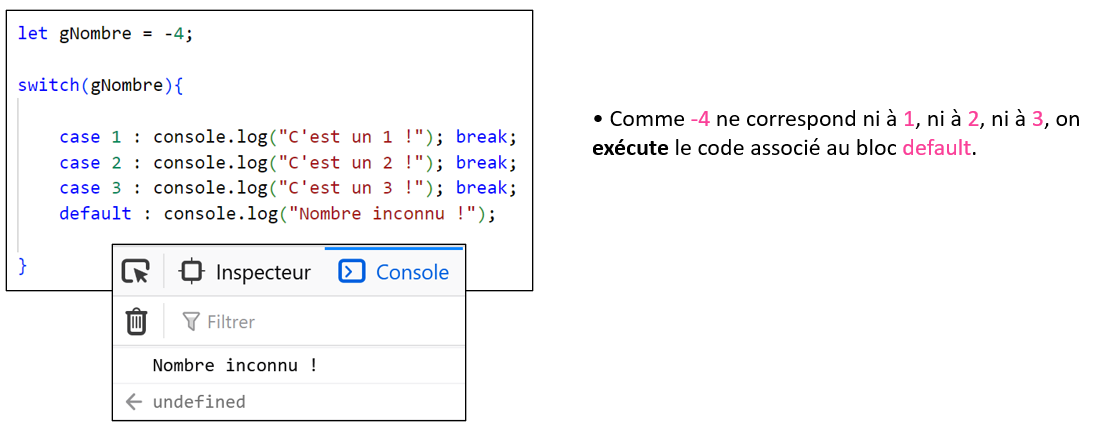 let gNombre = -4;
switch(gNombre){
case 1 : console.log("C'est un 1 !"); break;
case 2 : console.log("C'est un 2 !"); break;
case 3 : console.log("C'est un 3 !"); break;
default : console.log("Nombre inconnu !");
}
Inspecteur Console
Filtrer
Nombre inconnu !
undefined
• Comme -4 ne correspond ni à 1, ni à 2, ni à 3, on
exécute le code associé au bloc default.